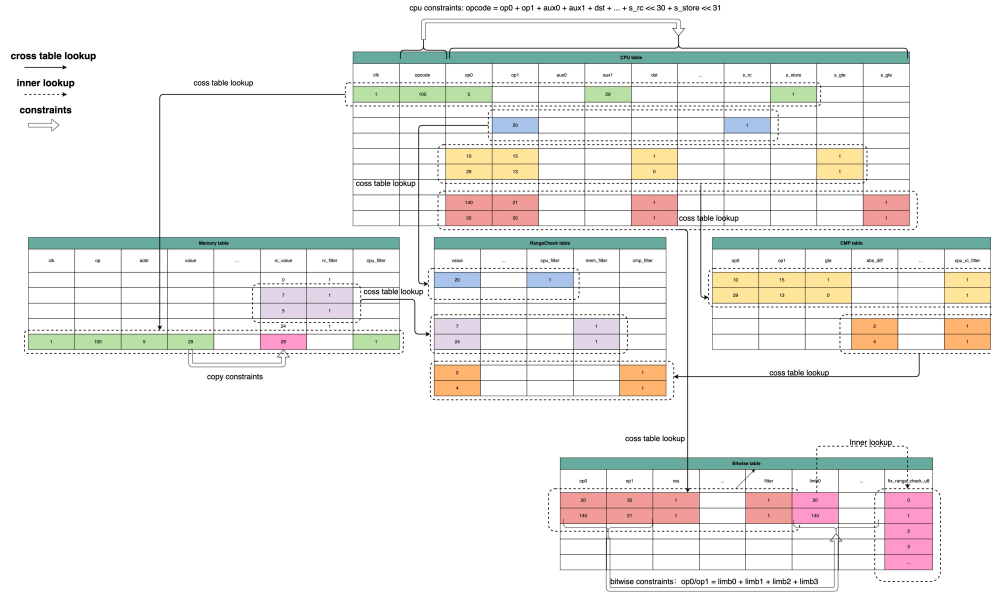 cpu constraints: opcode = op0 + op1 + aux0 + aux1 + dst + ... + s_rc << 30 + s_store << 31
cross table lookup
inner lookup
constraints
coss table lookup
CPU table
clk opcode op0 op1 aux0 aux1 dst ... s_rc s_store s_gte s_gte
1 100 5 29 1
20 1
10 15 1 1
29 13 0 1
coss table lookup
140 21 1 1
20 30 1 1
coss table lookup
Memory table
clk op addr value ... rc_value rc_filter cpu_filter
0 1
7 1
5 1
24 1
1 100 5 29 29 1
copy constraints
coss table lookup
RangeCheck table
value ... cpu_filter mem_filter cmp_filter
20 1
7 1
24 1
2 1
4 1
CMP table
op0 op1 gte abs_diff ... cpu_rc_filter
10 15 1 1
29 13 0 1
2 1
4 1
coss table lookup
coss table lookup
Inner lookup
Bitwise table
op0 op1 res ... filter limb0 ... fix_range_check_u8
20 30 1 1 20 0
140 21 1 1 140 1
2
3
...
bitwise constraints: op0/op1 = limb0 + limb1 + limb2 + limb3